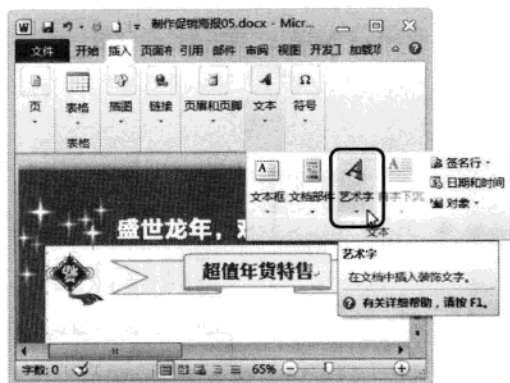 制作促销海报05.docx - Micr...
文件 开始 插入 页面布 引用 邮件 审阅 视图 开发工 加载项
页 表格 插图 链接 页眉和页脚 文本 符号
表格
文本框 文档部件 艺术字 首字下沉
签名行
日期和时间
对象
文本
盛世龙年，
超值年货特售
艺术字
在文档中插入装饰文字。
有关详细帮助，请按 F1。
字数: 0 65%